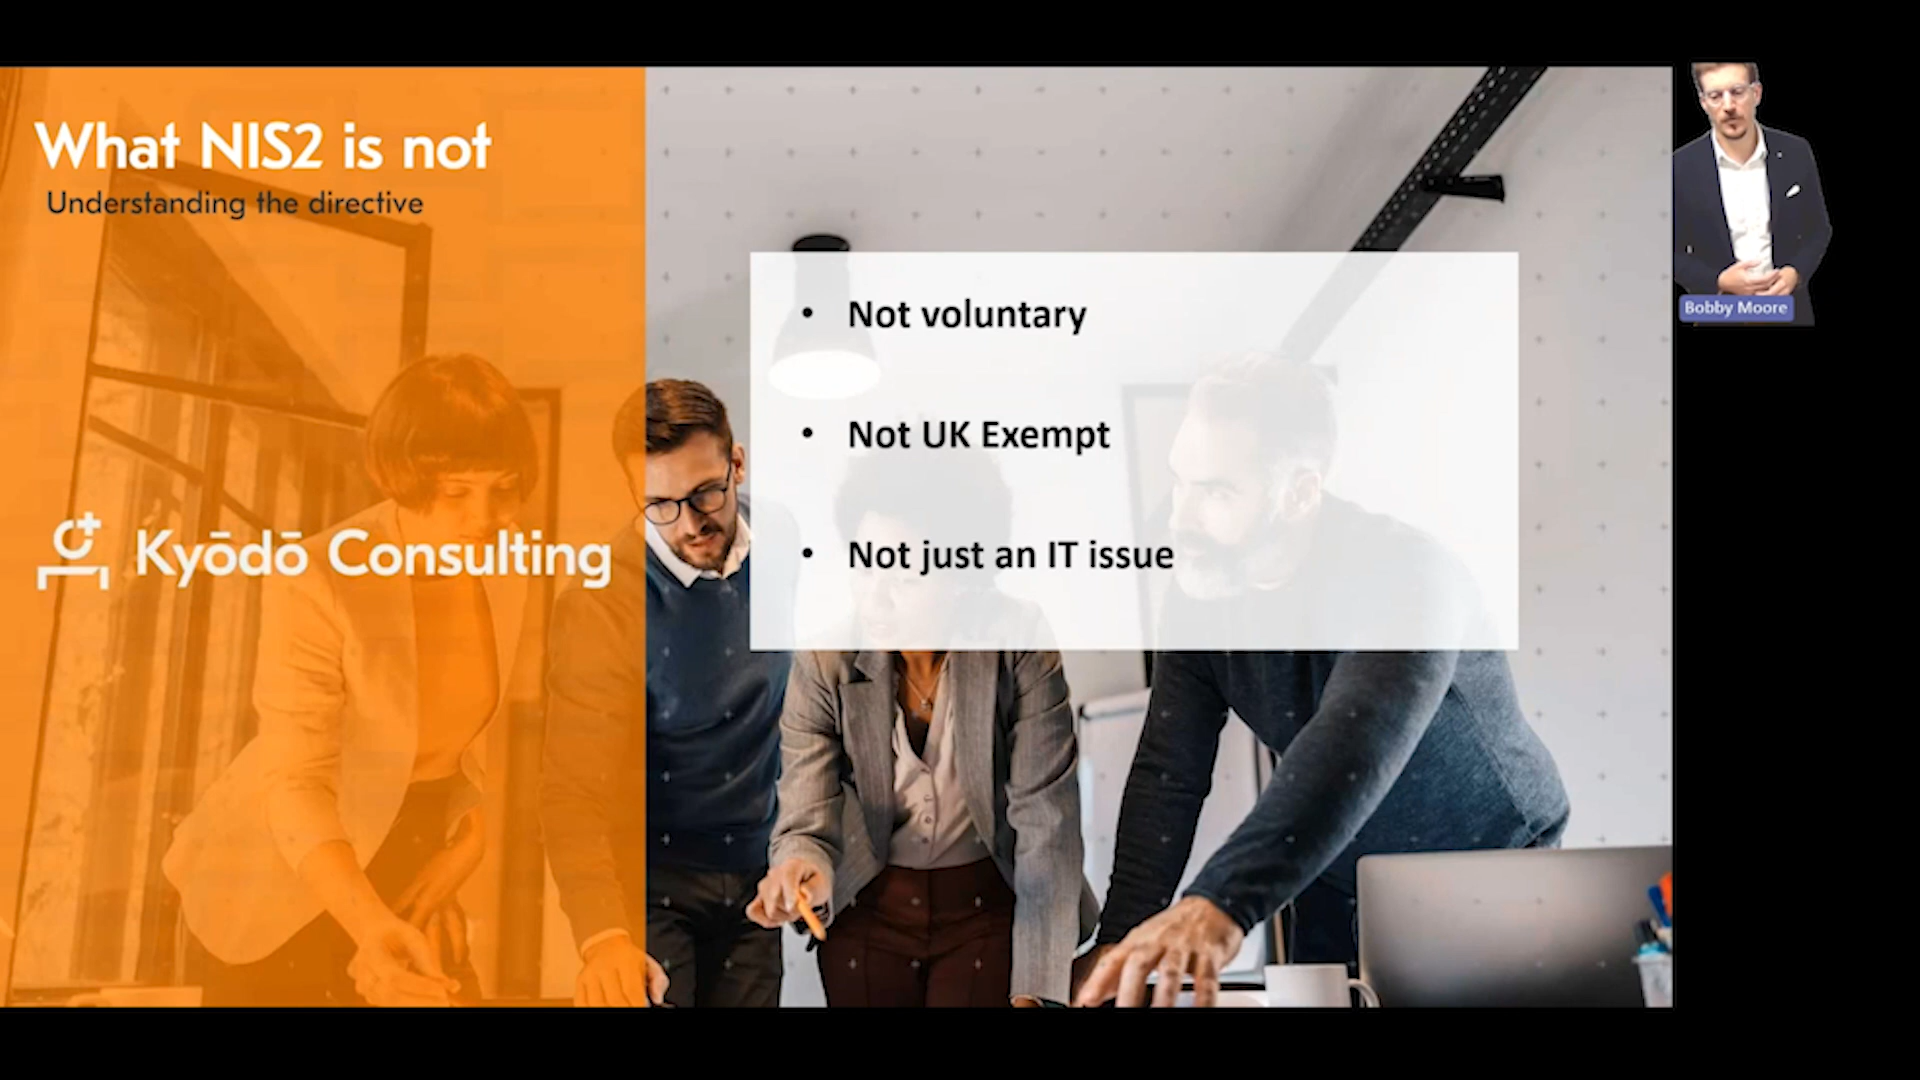 What NIS2 is not
Understanding the directive
Kyōdō Consulting
• Not voluntary
• Not UK Exempt
• Not just an IT issue
Bobby Moore